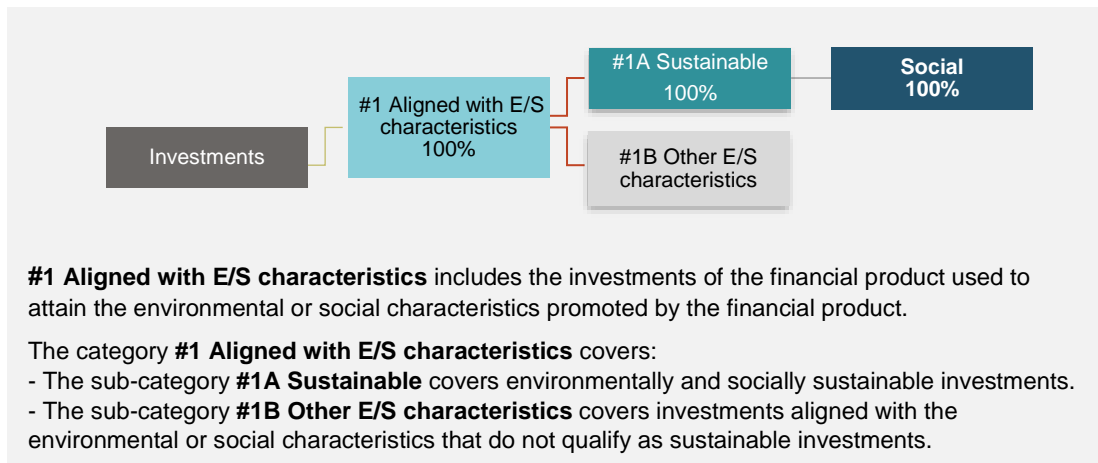 Investments
#1 Aligned with E/S
characteristics
100%
#1A Sustainable
100%
Social
100%
#1B Other E/S
characteristics
#1 Aligned with E/S characteristics includes the investments of the financial product used to
attain the environmental or social characteristics promoted by the financial product.
The category #1 Aligned with E/S characteristics covers:
- The sub-category #1A Sustainable covers environmentally and socially sustainable investments.
- The sub-category #1B Other E/S characteristics covers investments aligned with the
environmental or social characteristics that do not qualify as sustainable investments.